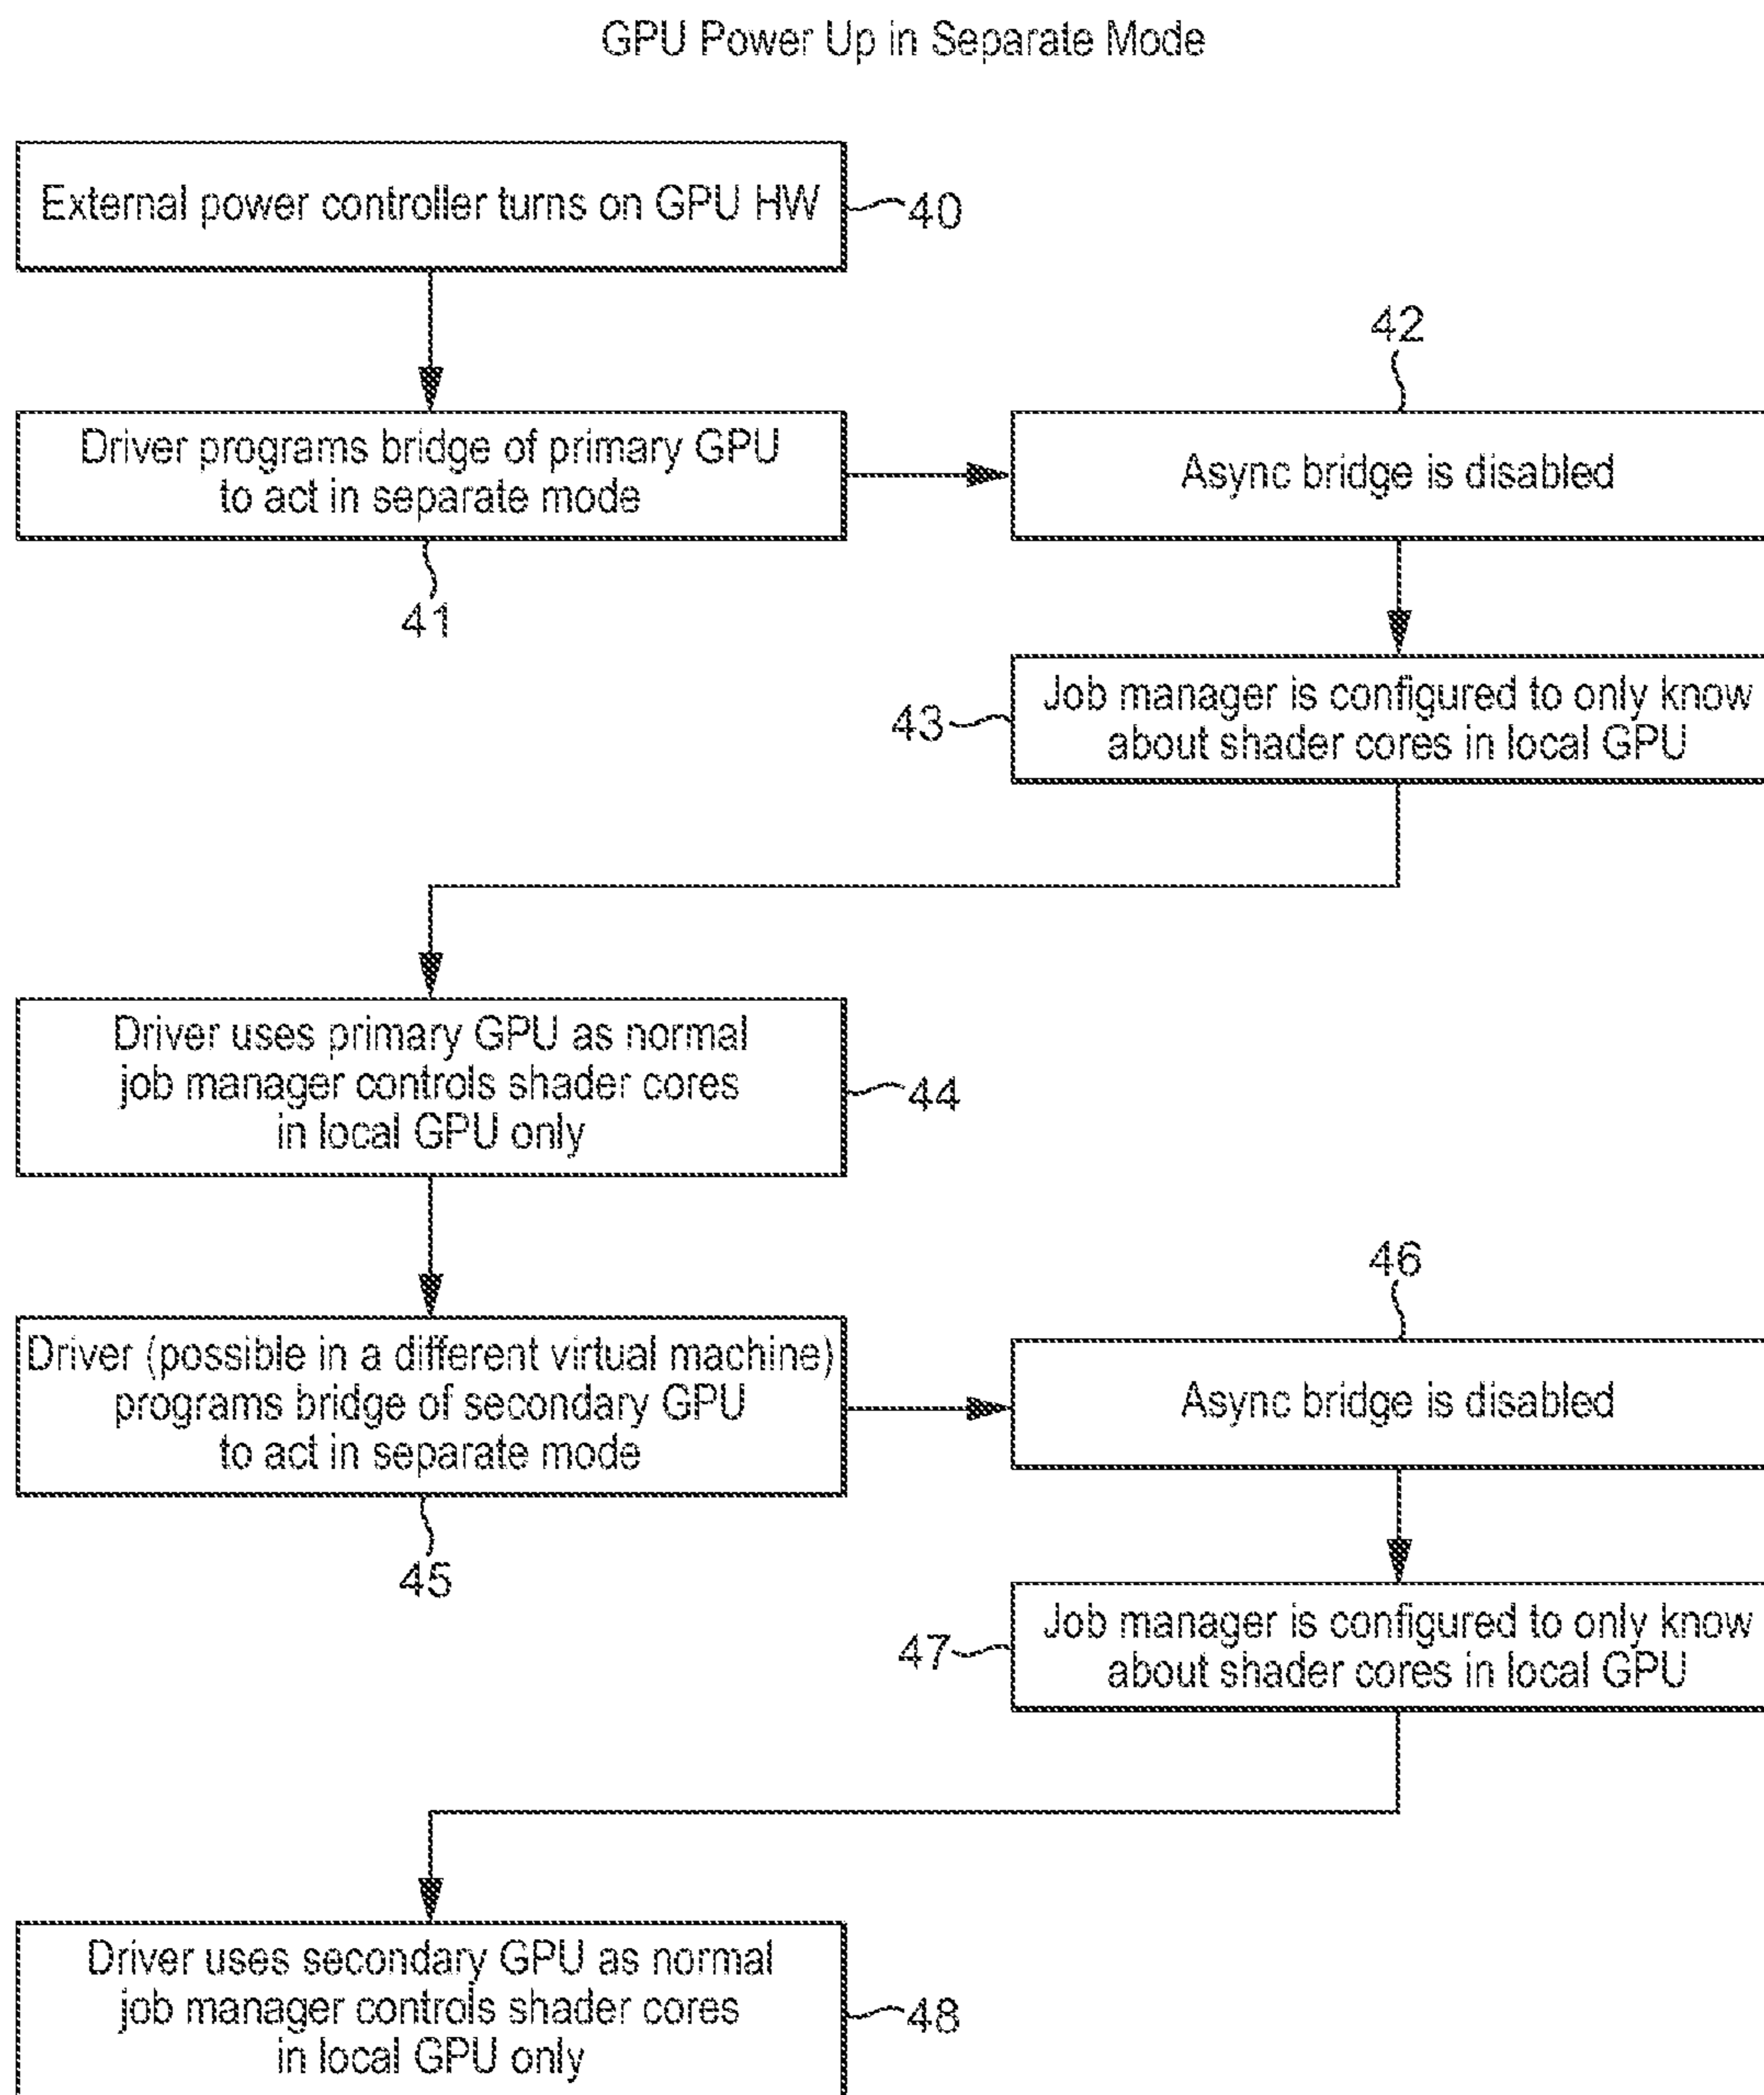 GPU Power Up in Separate Mode
External power controller turns on GPU HW
40
42
Driver programs bridge of primary GPU
to act in separate mode
Async bridge is disabled
41
43
Job manager is configured to only know
about shader cores in local GPU
Driver uses primary GPU as normal
job manager controls shader cores
in local GPU only
44
46
Driver (possible in a different virtual machine)
programs bridge of secondary GPU
to act in separate mode
Async bridge is disabled
45
47
Job manager is configured to only know
about shader cores in local GPU
Driver uses secondary GPU as normal
job manager controls shader cores
in local GPU only
48